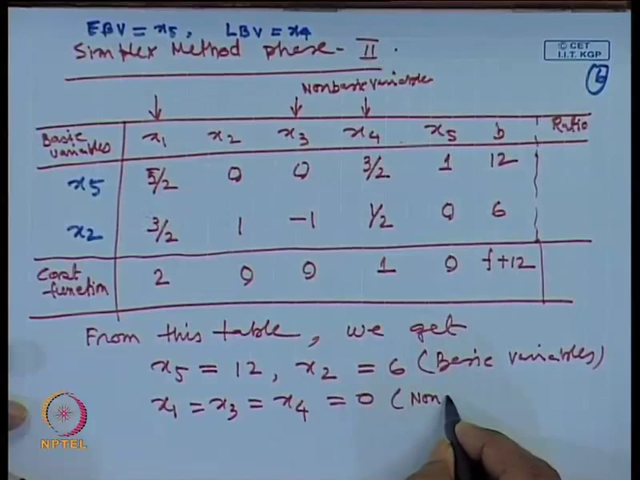 EBV = x5, LBV = x4
Simplex Method phase-II.
© CET
I.I.T. KGP
Nonbasic variables
Basic variables x1 x2 x3 x4 x5 b Ratio
x5 5/2 0 0 3/2 1 12
x2 3/2 1 -1 1/2 0 6
Cost function 2 0 0 1 0 f+12
From this table, we get
x5 = 12, x2 = 6 (Basic variables)
x1 = x3 = x4 = 0 (Non
NPTEL